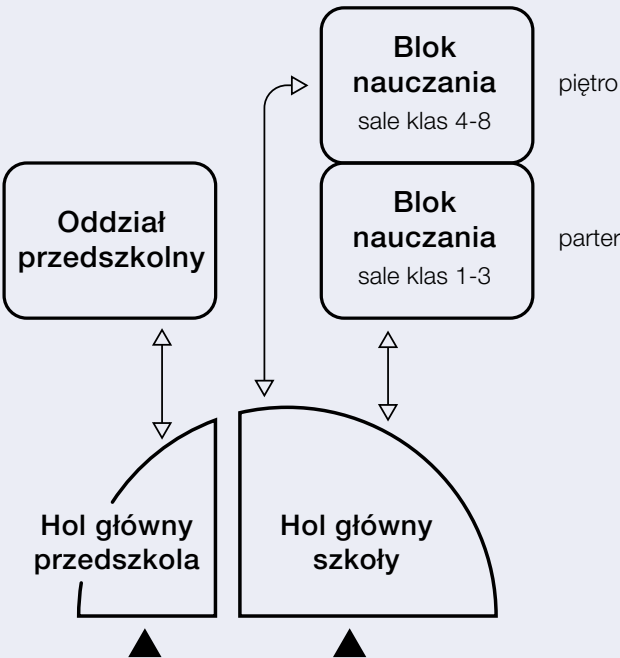 Blok
nauczania
sale klas 4-8
piętro
Oddział
przedszkolny
Blok
nauczania
sale klas 1-3
parter
Hol główny
przedszkola
Hol główny
szkoły